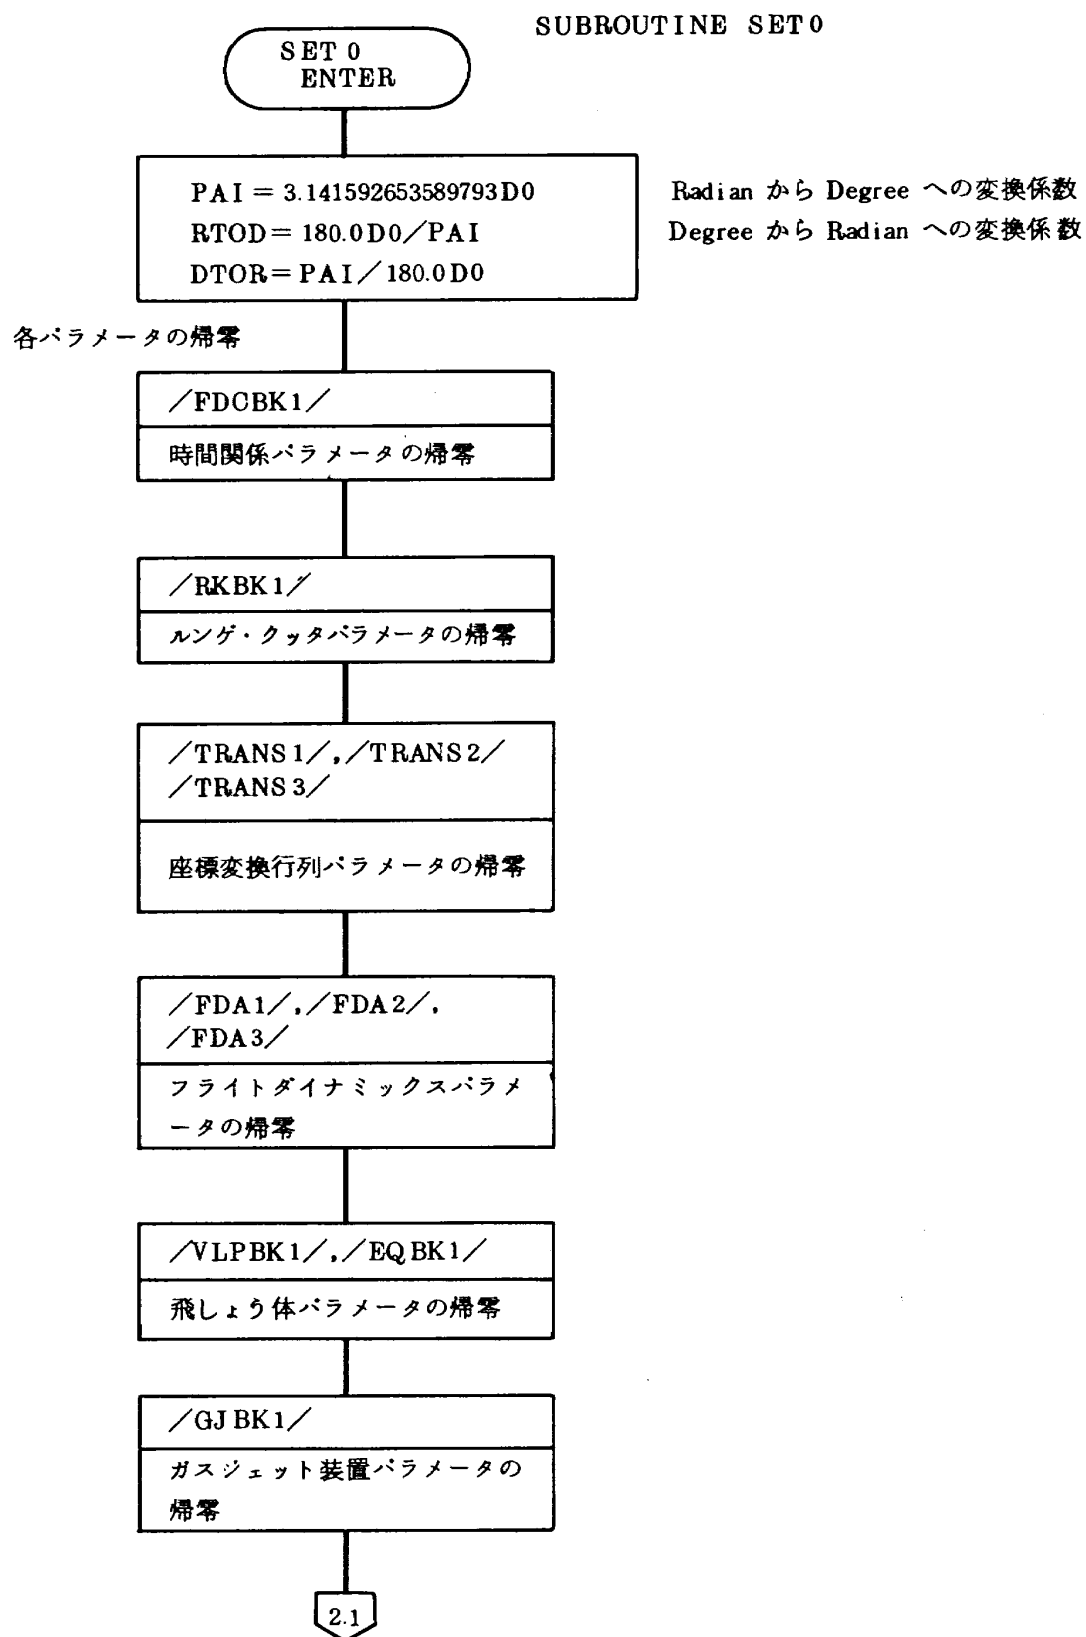 SUBROUTINE SET0
SET 0
ENTER
PAI = 3.141592653589793D0
RTOD = 180.0D0/PAI
DTOR = PAI/180.0D0
Radian から Degree への変換係数
Degree から Radian への変換係数
各パラメータの帰零
/FDCBK1/
時間関係パラメータの帰零
/RKBK1/
ルンゲ・クッタパラメータの帰零
/TRANS1/,/TRANS2/
/TRANS3/
座標変換行列パラメータの帰零
/FDA1/,/FDA2/,
/FDA3/
フライトダイナミックスパラメ
ータの帰零
/VLPBK1/,/EQBK1/
飛しょう体パラメータの帰零
/GJBK1/
ガスジェット装置パラメータの
帰零
2.1